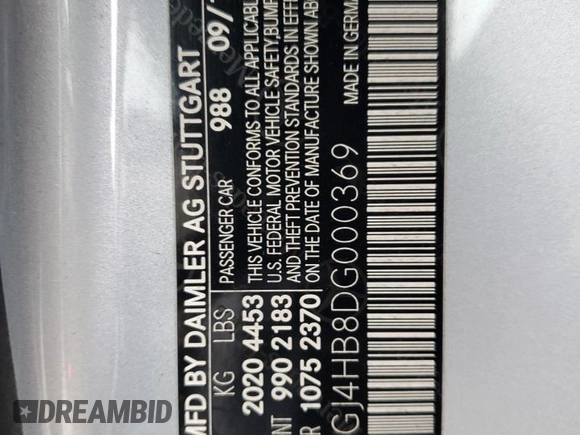 MFD BY DAIMLER AG STUTTGART
KG LBS PASSENGER CAR 988 09/
2020 4453
990 2183
1075 2370
THIS VEHICLE CONFORMS TO ALL APPLICABLE
U.S. FEDERAL MOTOR VEHICLE SAFETY, BUMP
AND THEFT PREVENTION STANDARDS IN EFFE
ON THE DATE OF MANUFACTURE SHOWN ABO
GJ4HB8DG000369
MADE IN GERMA
DREAMBID